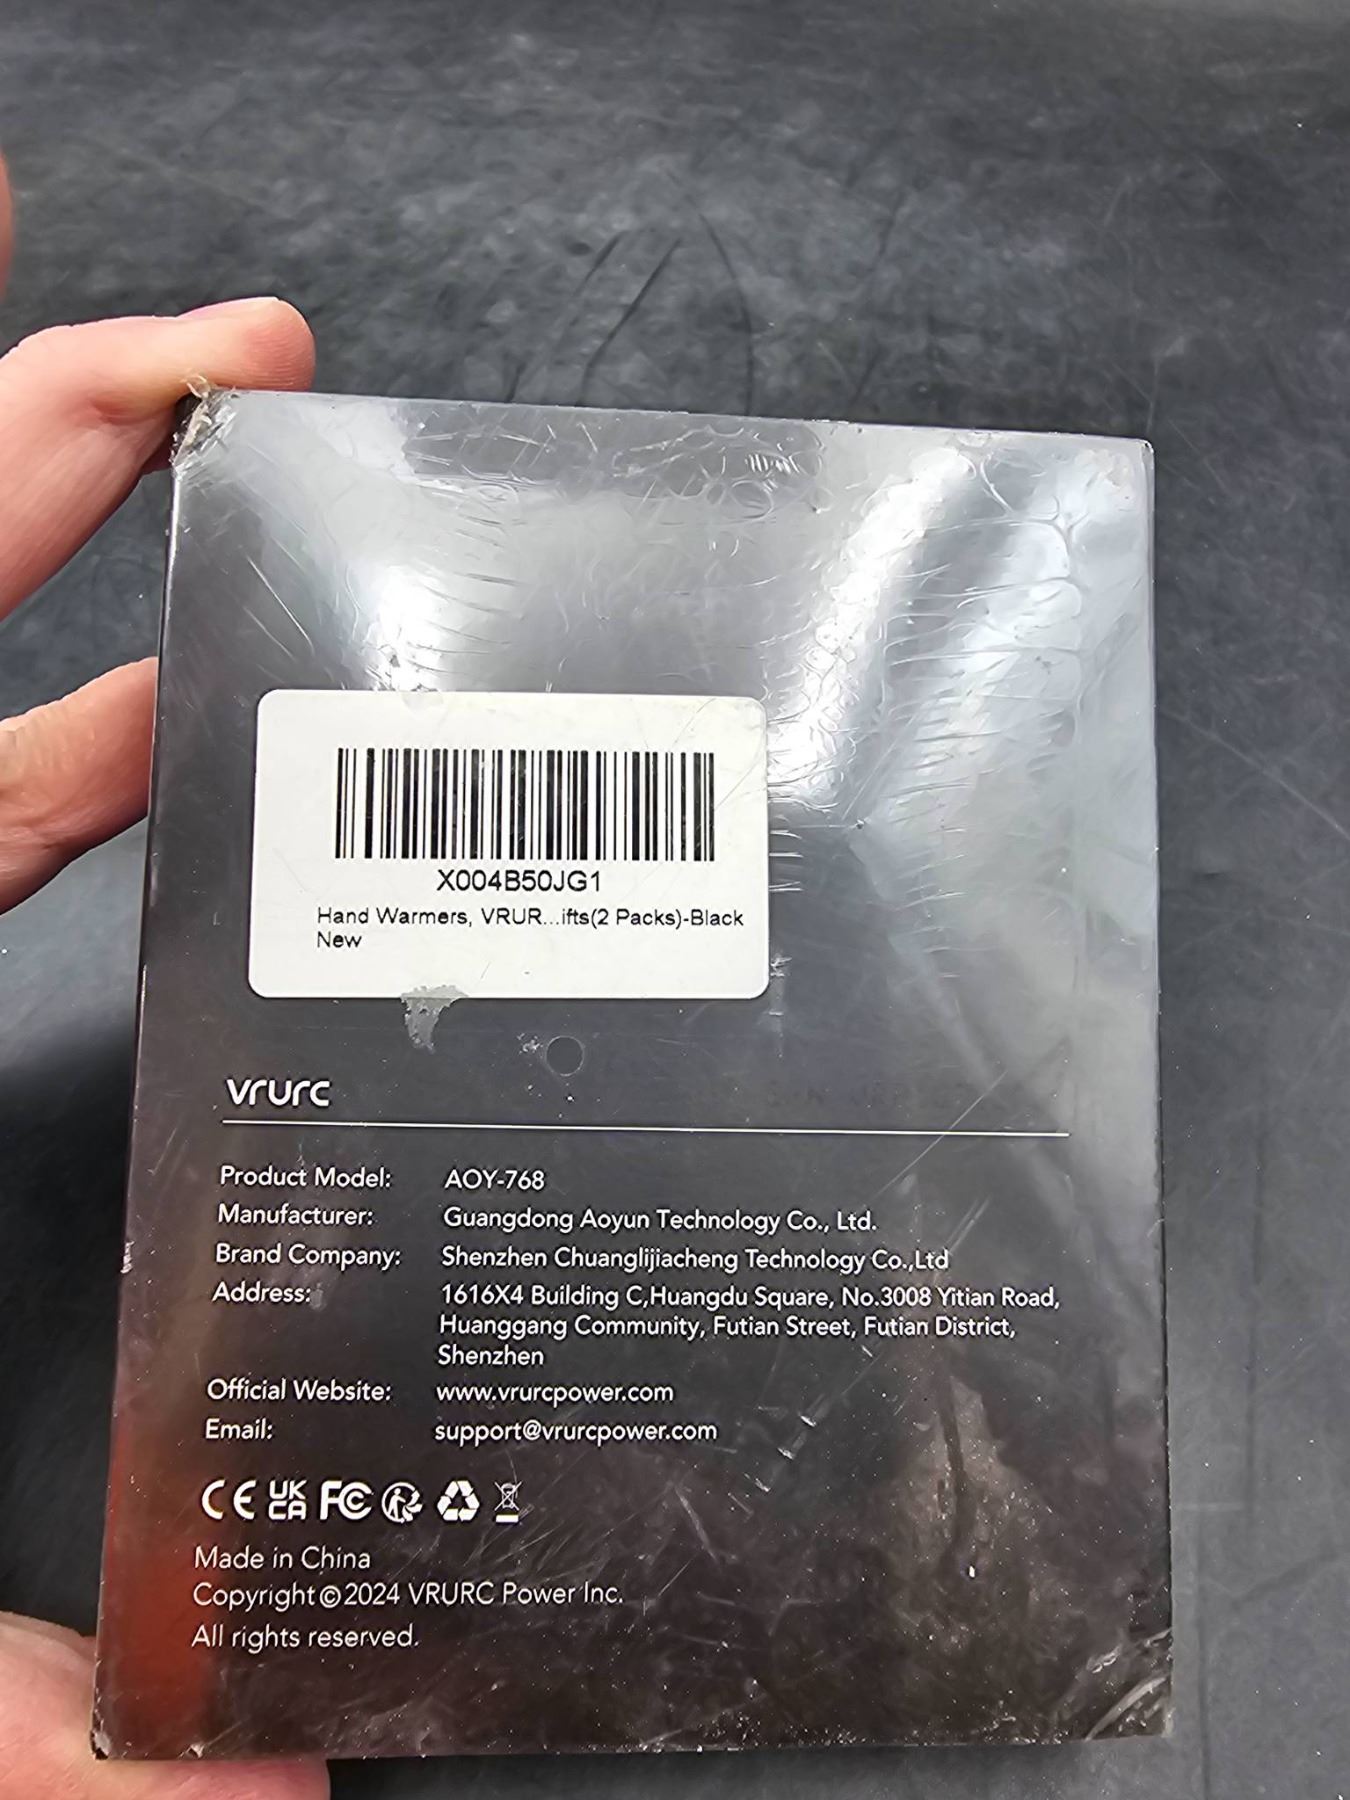 X004B50JG1
Hand Warmers, VRUR...ifts(2 Packs)-Black
New
vrurc
Product Model: AOY-768
Manufacturer: Guangdong Aoyun Technology Co., Ltd.
Brand Company: Shenzhen Chuanglijiacheng Technology Co.,Ltd
Address: 1616X4 Building C,Huangdu Square, No.3008 Yitian Road,
Huanggang Community, Futian Street, Futian District,
Shenzhen
Official Website: www.vrurcpower.com
Email: support@vrurcpower.com
CE UK CA FC
Made in China
Copyright©2024 VRURC Power Inc.
All rights reserved.